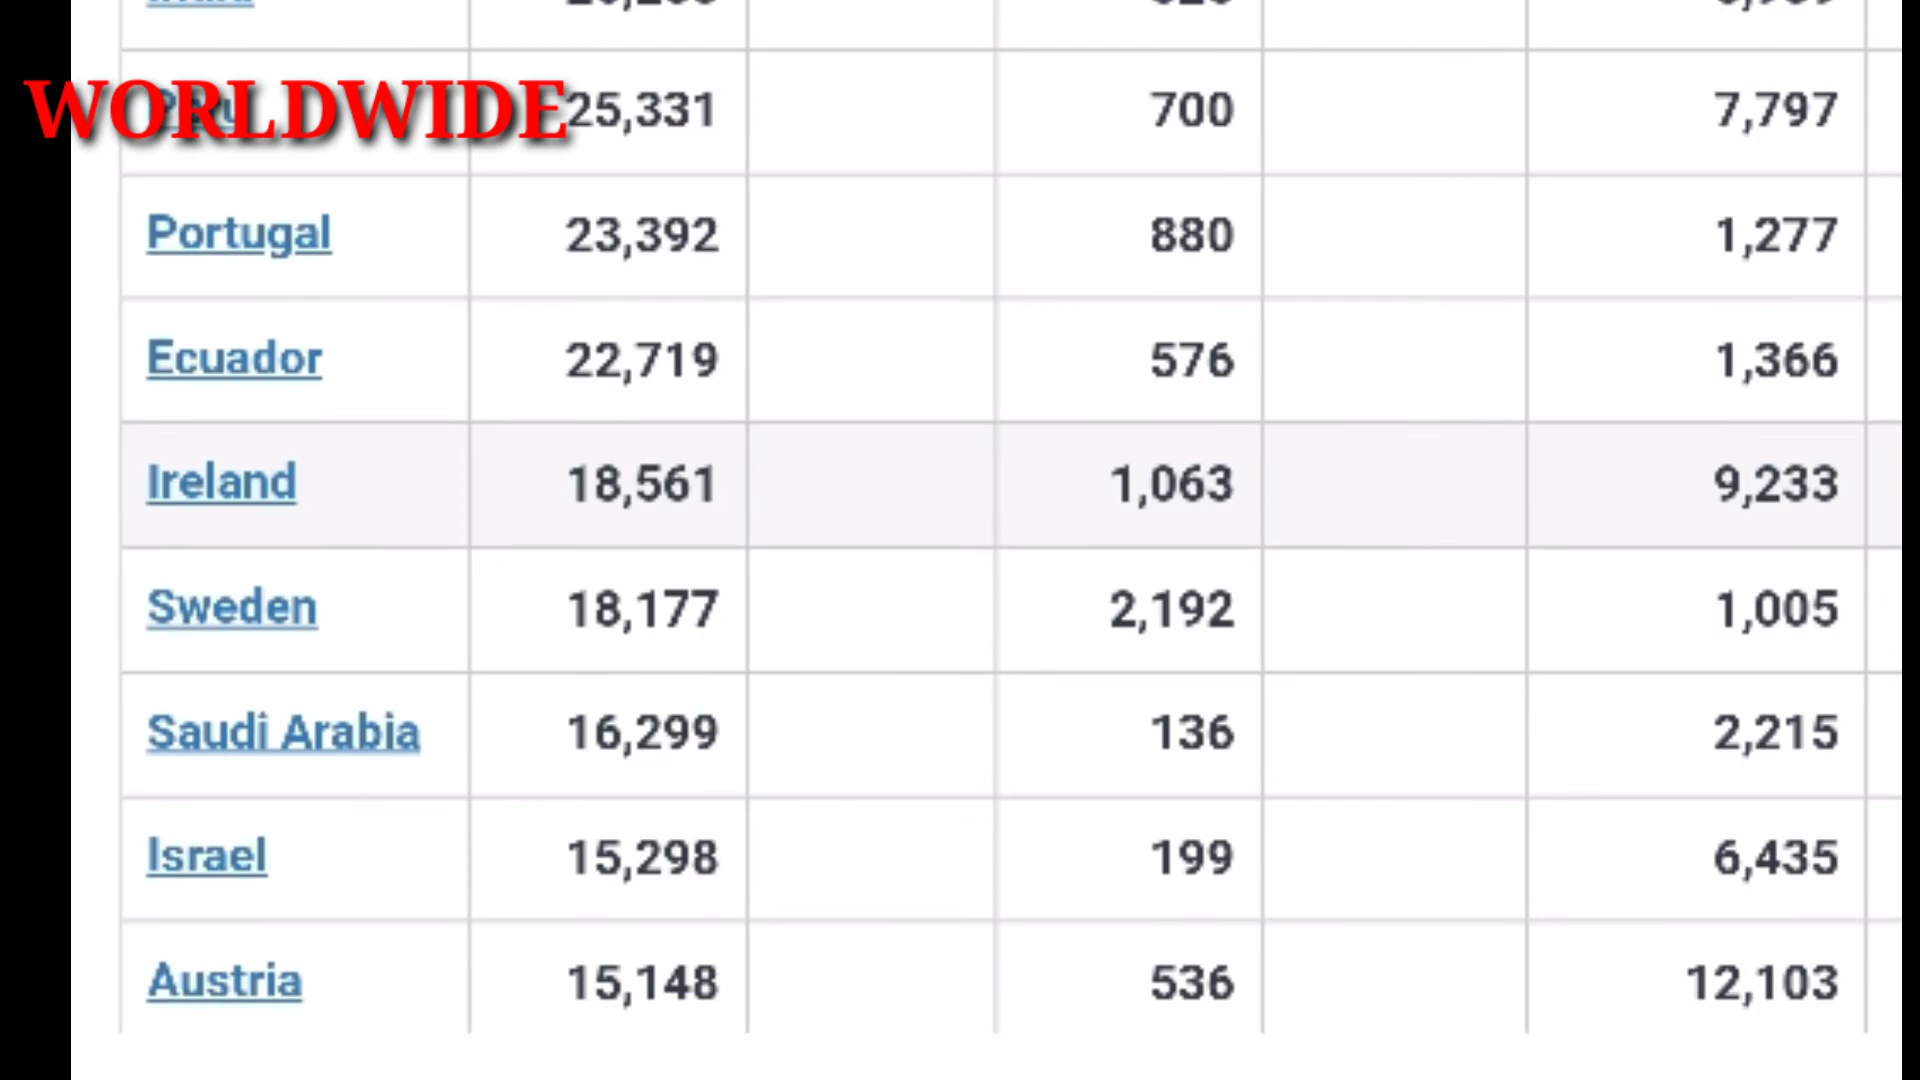 WORLDWIDE 25,331 700 7,797
Portugal 23,392 880 1,277
Ecuador 22,719 576 1,366
Ireland 18,561 1,063 9,233
Sweden 18,177 2,192 1,005
Saudi Arabia 16,299 136 2,215
Israel 15,298 199 6,435
Austria 15,148 536 12,103